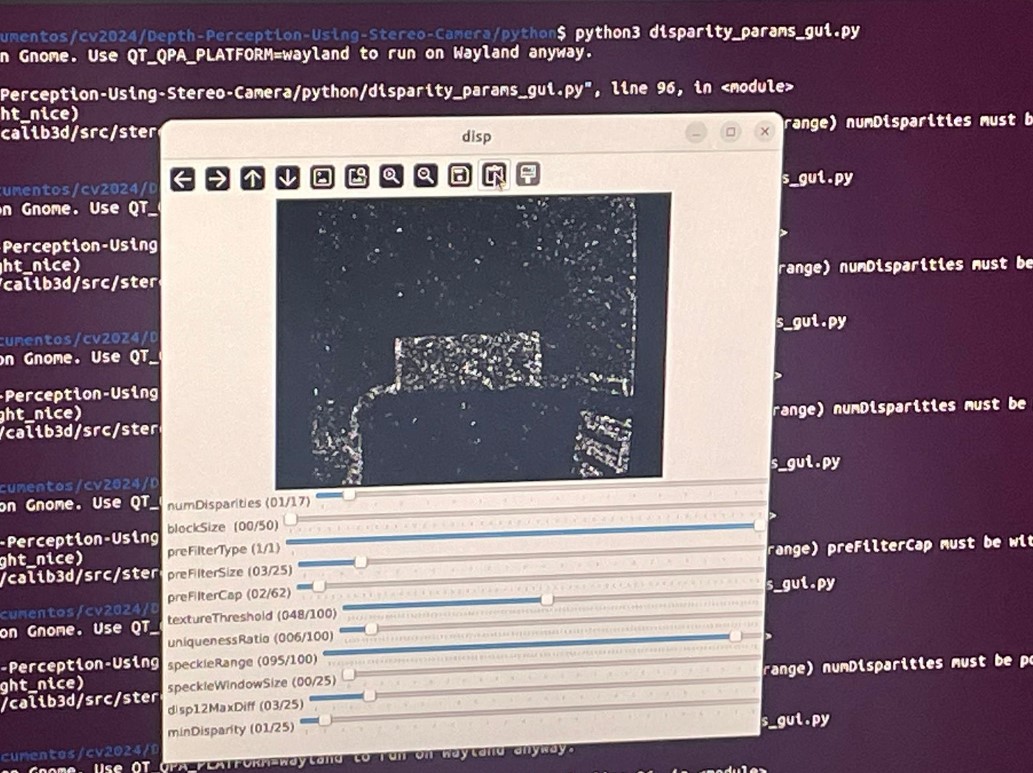 umentos/cv2024/Depth-Perception-Using-Stereo-Camera/python$ python3 disparity_params_gui.py
n Gnome. Use QT_QPA_PLATFORM=wayland to run on Wayland anyway.
Perception-Using-Stereo-Camera/python/disparity_params_gui.py", line 96, in <module>
ht_nice)
calib3d/src/ster
range) numDisparities must b
disp
s_gui.py
cumentos/cv2024/D
on Gnome. Use QT_
>
-Perception-Using
ght_nice)
range) numDisparities must be
/calib3d/src/ster
s_gui.py
cumentos/cv2024/D
on Gnome. Use QT_
>
-Perception-Using
ght_nice)
range) numDisparities must be
/calib3d/src/ster
s_gui.py
cumentos/cv2024/D
on Gnome. Use QT_
>
-Perception-Using
ght_nice)
range) preFilterCap must be wit
/calib3d/src/ster
s_gui.py
cumentos/cv2024/D
on Gnome. Use QT_
>
-Perception-Using
ght_nice)
range) numDisparities must be po
/calib3d/src/ster
s_gui.py
numDisparities (01/17)
blockSize (00/50)
preFilterType (1/1)
preFilterSize (03/25)
preFilterCap (02/62)
textureThreshold (048/100)
uniquenessRatio (006/100)
speckleRange (095/100)
speckleWindowSize (00/25)
disp12MaxDiff (03/25)
minDisparity (01/25)
cumentos/cv2024/D
on Gnome. Use QT_QPA_PLATFORM=wayland to run on Wayland anyway.